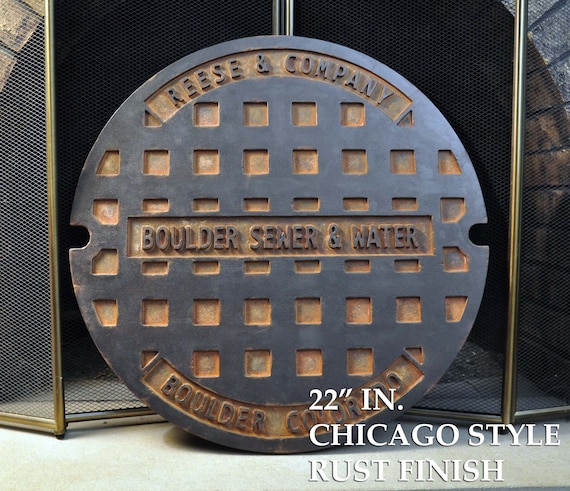 REESE & COMPANY
BOULDER SEWER & WATER
BOULDER COLORADO
22” IN.
CHICAGO STYLE
RUST FINISH